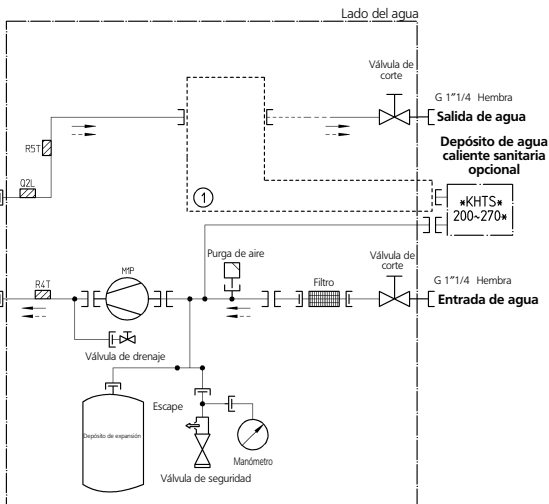 Lado del agua
Válvula de
corte
G 1"1/4 Hembra
Salida de agua
Depósito de agua
caliente sanitaria
opcional
R5T
Q2L
1
*KHTS*
200~270*
Purga de aire
Válvula de
corte
R4T
M1P
Filtro
G 1"1/4 Hembra
Entrada de agua
Válvula de drenaje
Escape
Depósito de expansión
Manómetro
Válvula de seguridad